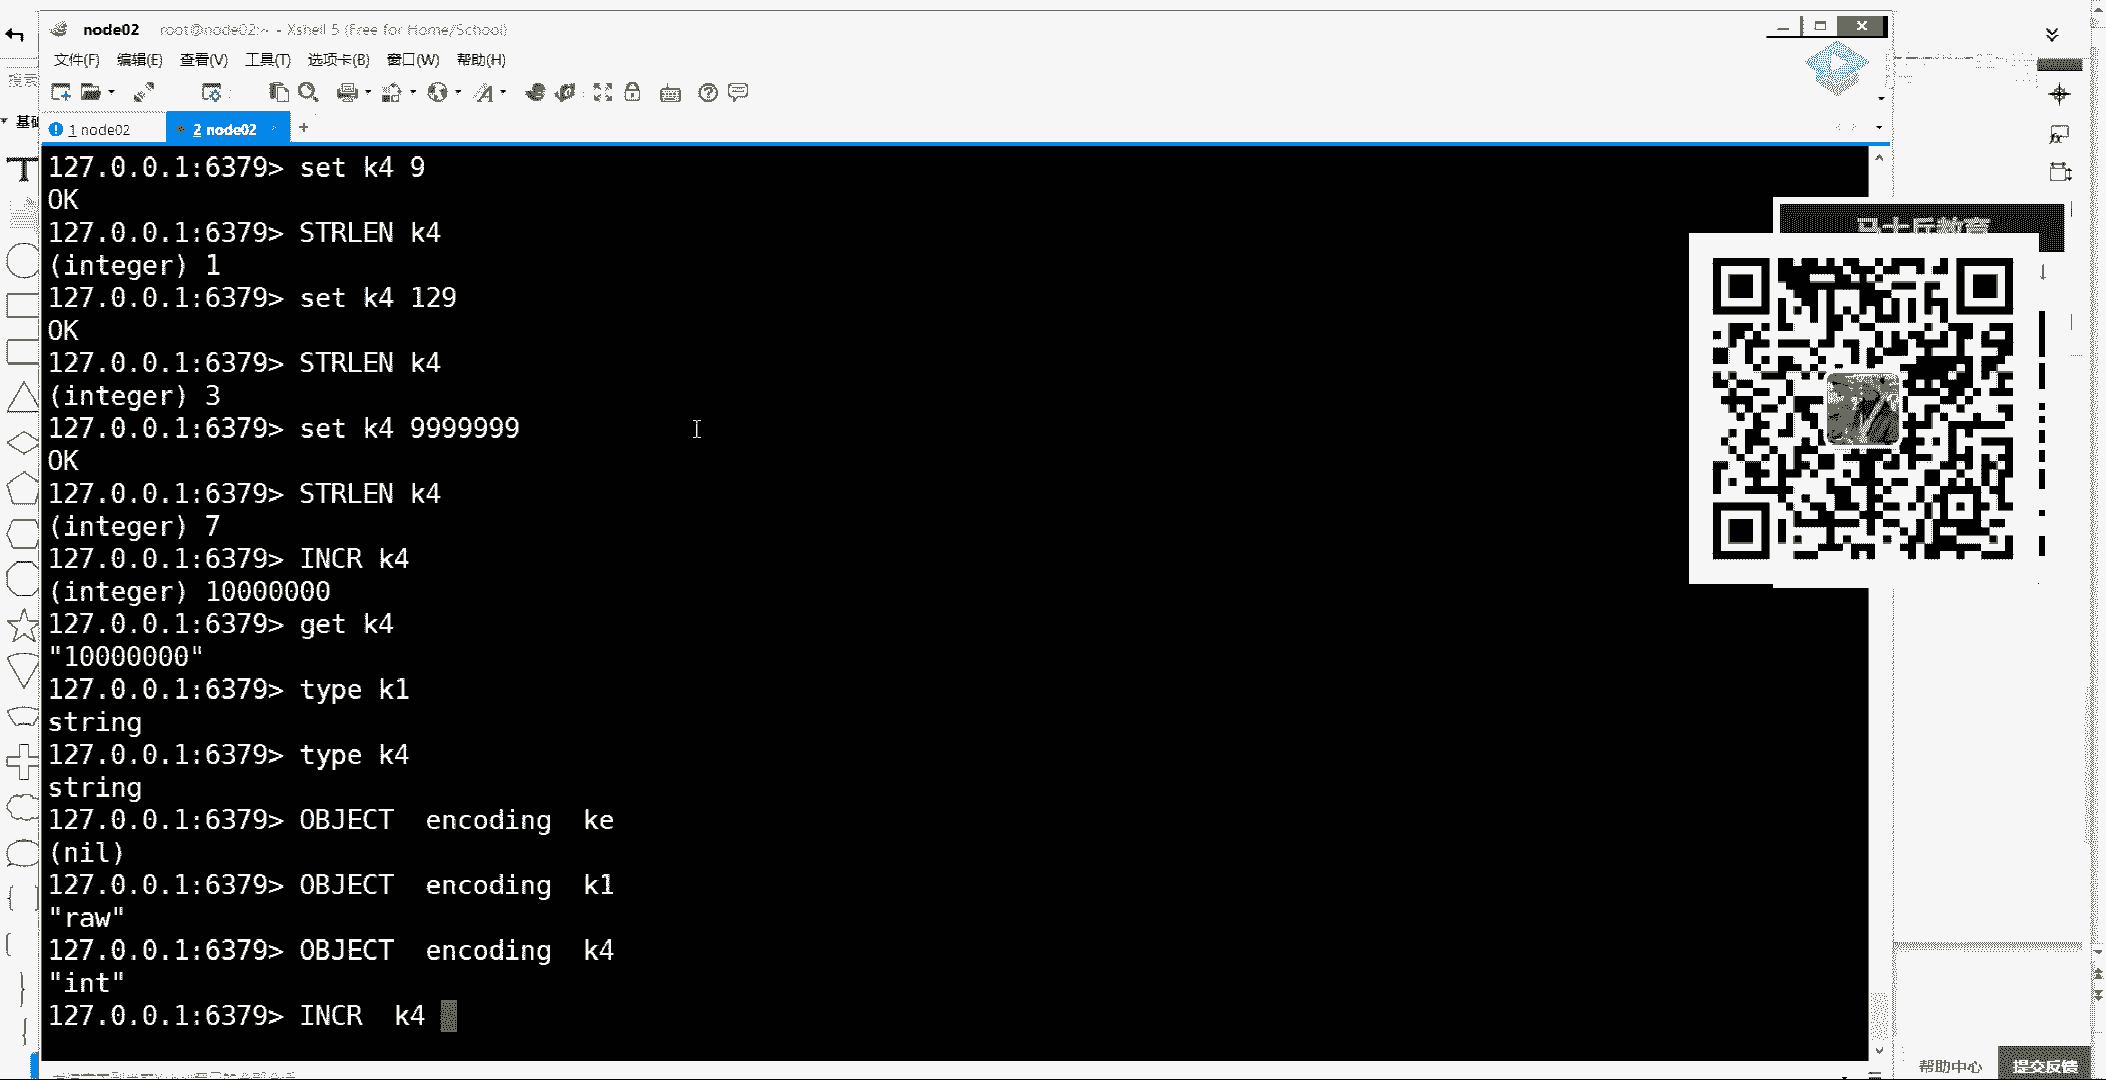 node02 root@node02:~ - Xshell 5 (Free for Home/School)
文件(F) 编辑(E) 查看(V) 工具(T) 选项卡(B) 窗口(W) 帮助(H)
1 node02 2 node02 +
127.0.0.1:6379> set k4 9
OK
127.0.0.1:6379> STRLEN k4
(integer) 1
127.0.0.1:6379> set k4 129
OK
127.0.0.1:6379> STRLEN k4
(integer) 3
127.0.0.1:6379> set k4 9999999
OK
127.0.0.1:6379> STRLEN k4
(integer) 7
127.0.0.1:6379> INCR k4
(integer) 10000000
127.0.0.1:6379> get k4
"10000000"
127.0.0.1:6379> type k1
string
127.0.0.1:6379> type k4
string
127.0.0.1:6379> OBJECT  encoding  ke
(nil)
127.0.0.1:6379> OBJECT  encoding  k1
"raw"
127.0.0.1:6379> OBJECT  encoding  k4
"int"
127.0.0.1:6379> INCR  k4
帮助中心 提交反馈